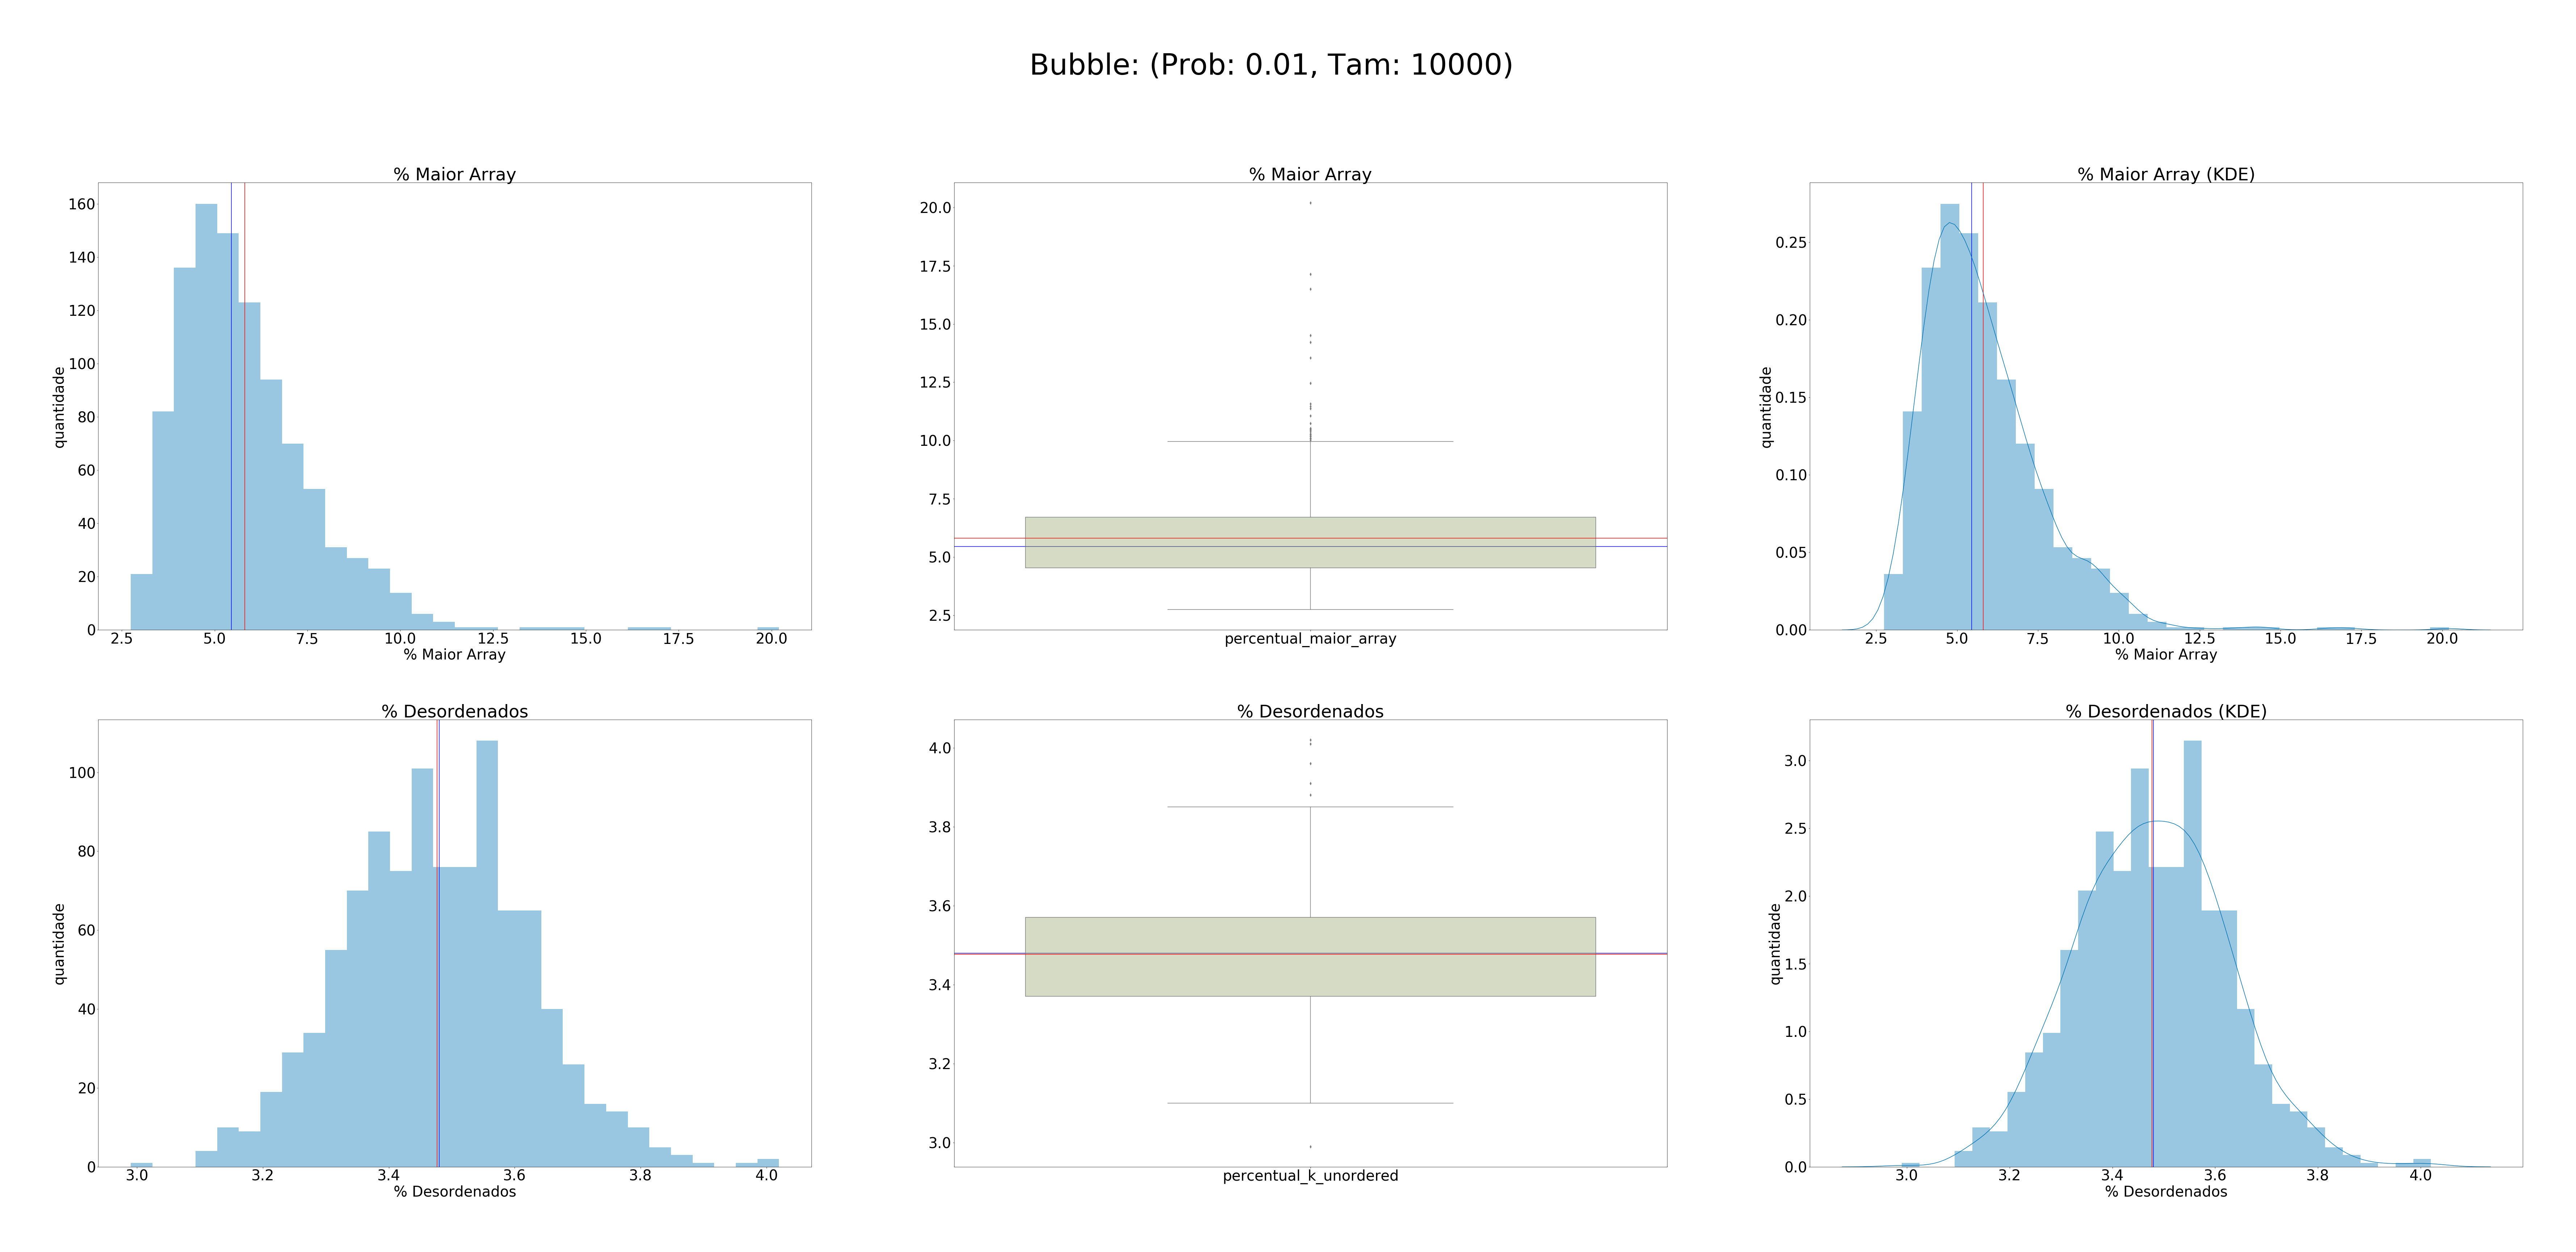 Bubble: (Prob: 0.01, Tam: 10000)
% Maior Array
160
140
120
100
80
60
40
20
0
quantidade
2.5 5.0 7.5 10.0 12.5 15.0 17.5 20.0
% Maior Array
% Maior Array
20.0
17.5
15.0
12.5
10.0
7.5
5.0
2.5
percentual_maior_array
% Maior Array (KDE)
0.25
0.20
0.15
0.10
0.05
0.00
quantidade
2.5 5.0 7.5 10.0 12.5 15.0 17.5 20.0
% Maior Array
% Desordenados
100
80
60
40
20
0
quantidade
3.0 3.2 3.4 3.6 3.8 4.0
% Desordenados
% Desordenados
4.0
3.8
3.6
3.4
3.2
3.0
percentual_k_unordered
% Desordenados (KDE)
3.0
2.5
2.0
1.5
1.0
0.5
0.0
quantidade
3.0 3.2 3.4 3.6 3.8 4.0
% Desordenados